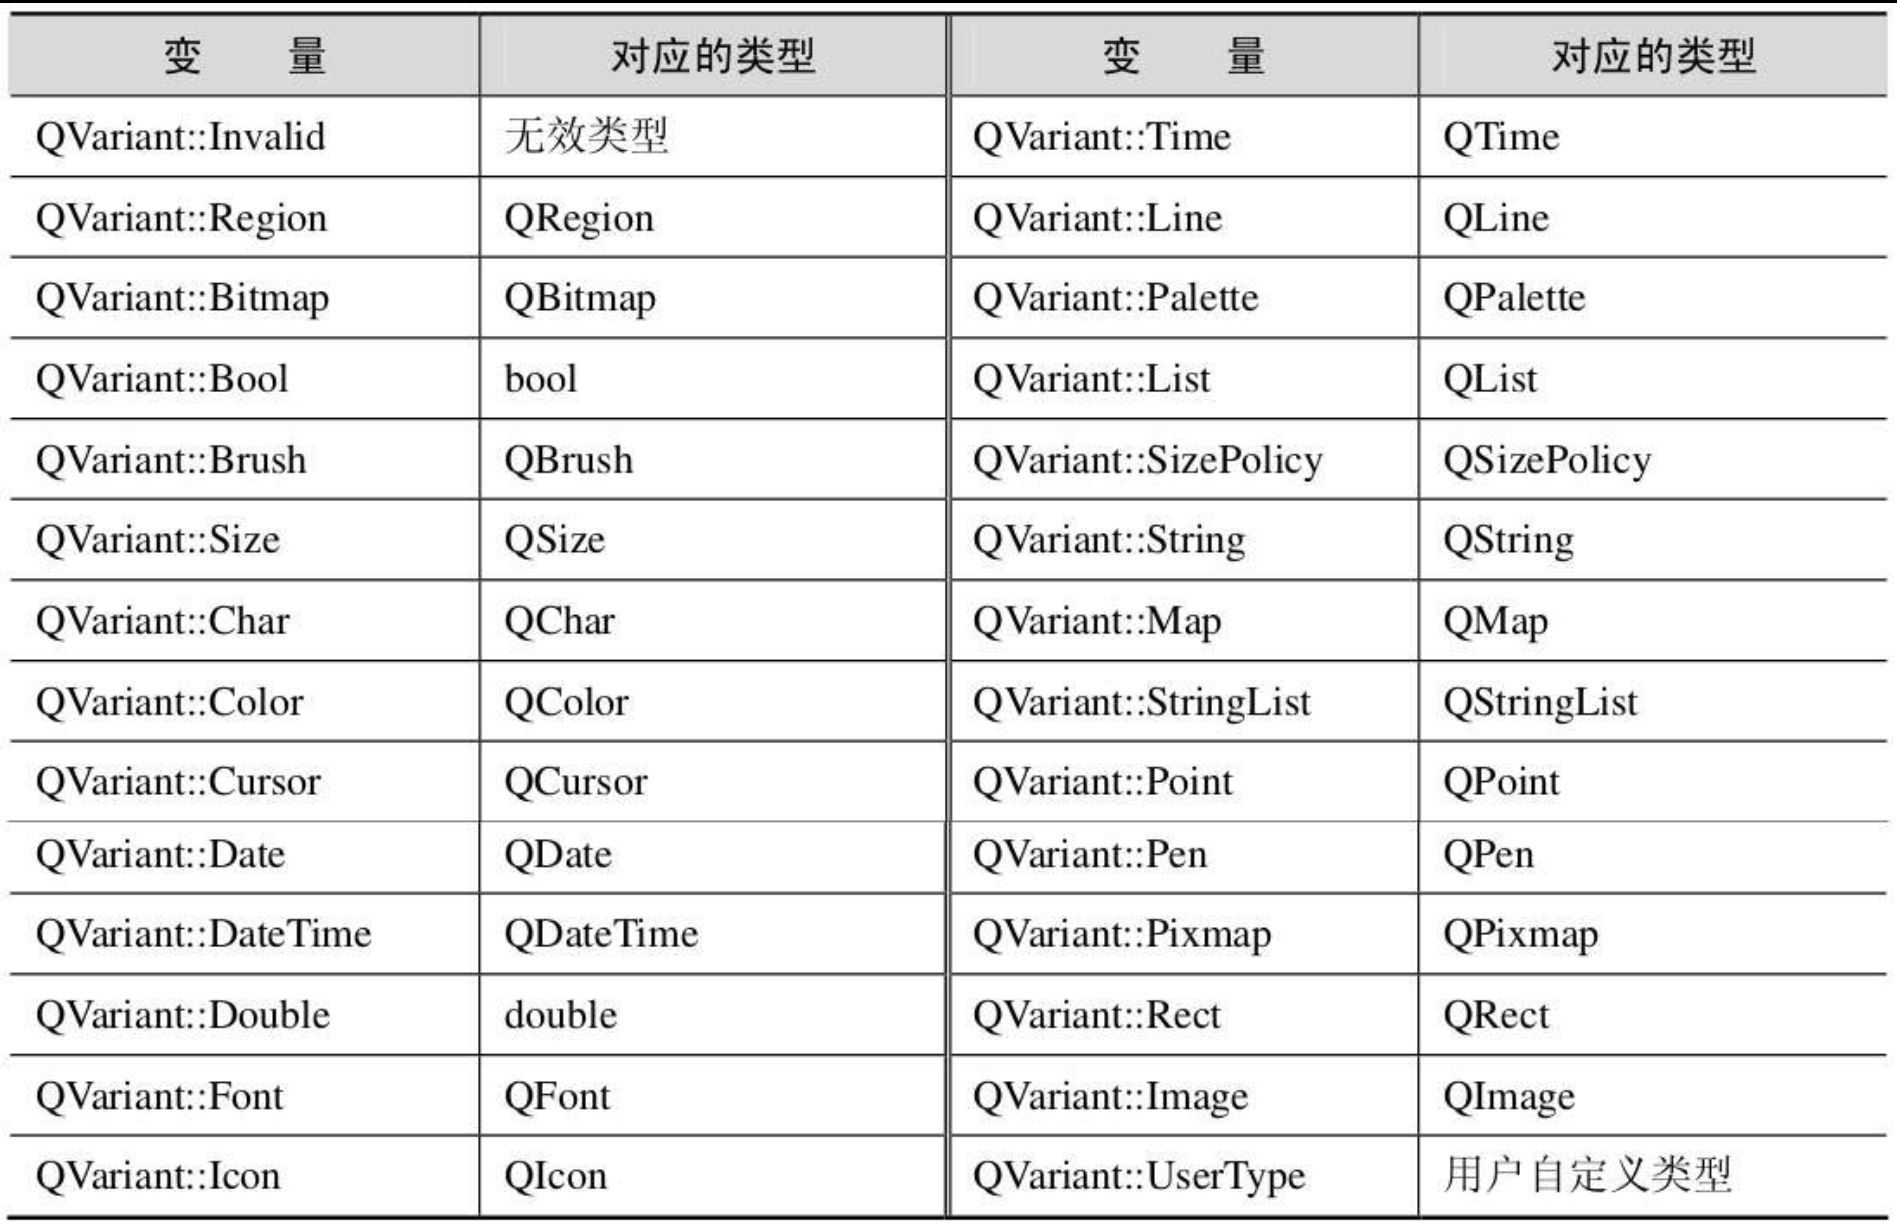 变 量 对应的类型 变 量 对应的类型
QVariant::Invalid 无效类型 QVariant::Time QTime
QVariant::Region QRegion QVariant::Line QLine
QVariant::Bitmap QBitmap QVariant::Palette QPalette
QVariant::Bool bool QVariant::List QList
QVariant::Brush QBrush QVariant::SizePolicy QSizePolicy
QVariant::Size QSize QVariant::String QString
QVariant::Char QChar QVariant::Map QMap
QVariant::Color QColor QVariant::StringList QStringList
QVariant::Cursor QCursor QVariant::Point QPoint
QVariant::Date QDate QVariant::Pen QPen
QVariant::DateTime QDateTime QVariant::Pixmap QPixmap
QVariant::Double double QVariant::Rect QRect
QVariant::Font QFont QVariant::Image QImage
QVariant::Icon QIcon QVariant::UserType 用户自定义类型